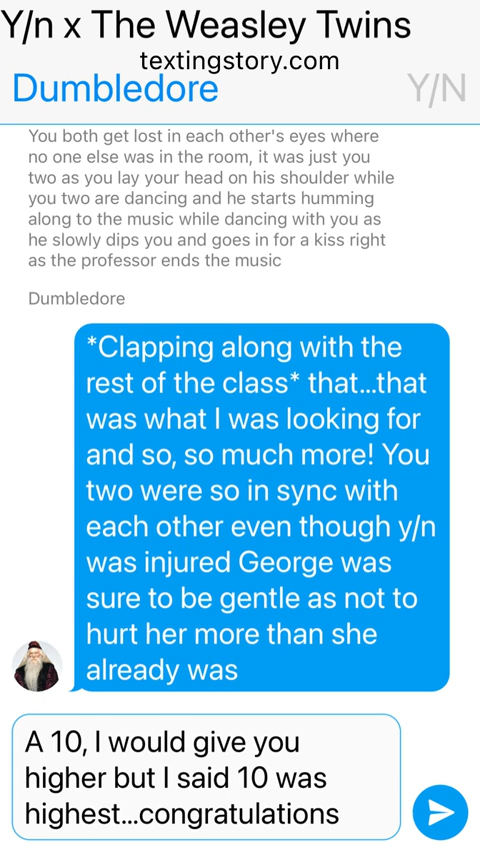 Y/n x The Weasley Twins
textingstory.com
Dumbledore
Y/N
You both get lost in each other's eyes where
no one else was in the room, it was just you
two as you lay your head on his shoulder while
you two are dancing and he starts humming
along to the music while dancing with you as
he slowly dips you and goes in for a kiss right
as the professor ends the music
Dumbledore
*Clapping along with the
rest of the class* that...that
was what I was looking for
and so, so much more! You
two were so in sync with
each other even though y/n
was injured George was
sure to be gentle as not to
hurt her more than she
already was
A 10, I would give you
higher but I said 10 was
highest...congratulations